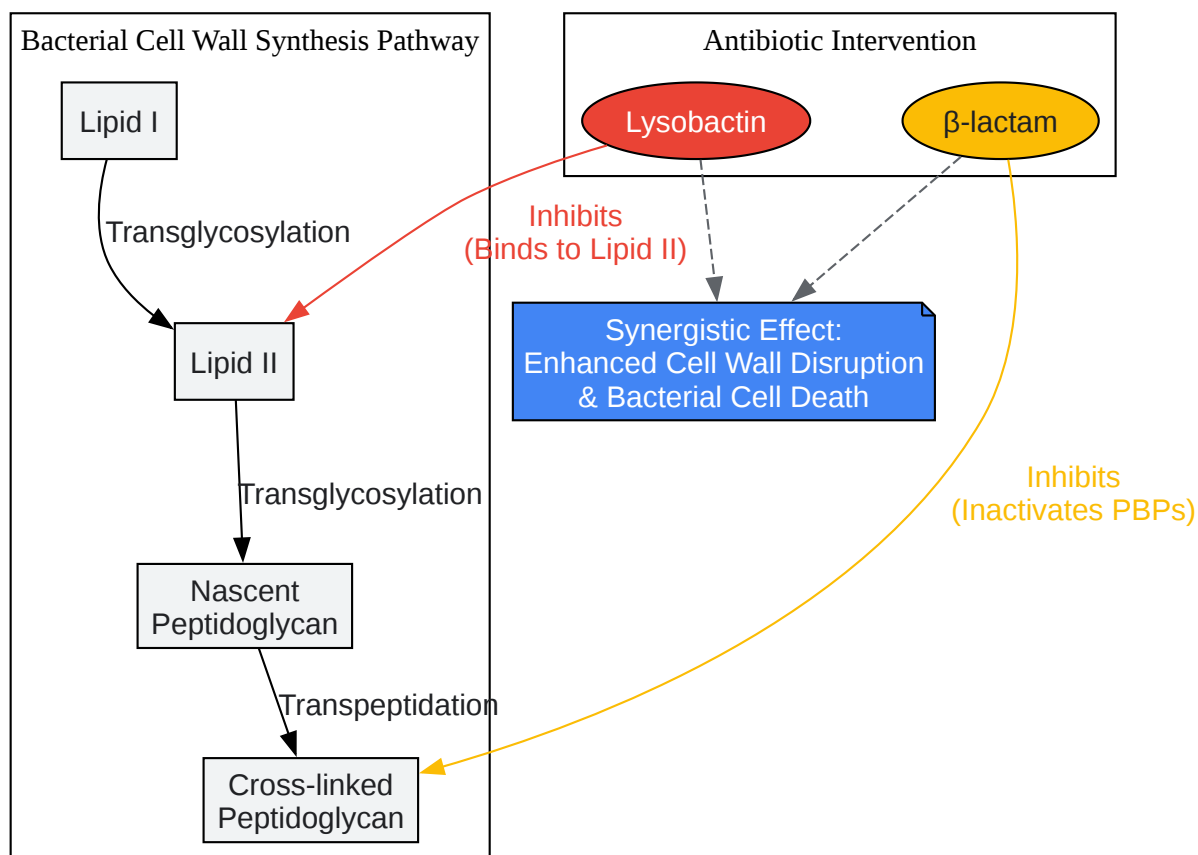 Bacterial Cell Wall Synthesis Pathway
Antibiotic Intervention
Lipid I
Lysobactin
β-lactam
Transglycosylation
Inhibits
(Binds to Lipid II)
Lipid II
Synergistic Effect:
Enhanced Cell Wall Disruption
& Bacterial Cell Death
Transglycosylation
Inhibits
(Inactivates PBPs)
Nascent
Peptidoglycan
Transpeptidation
Cross-linked
Peptidoglycan